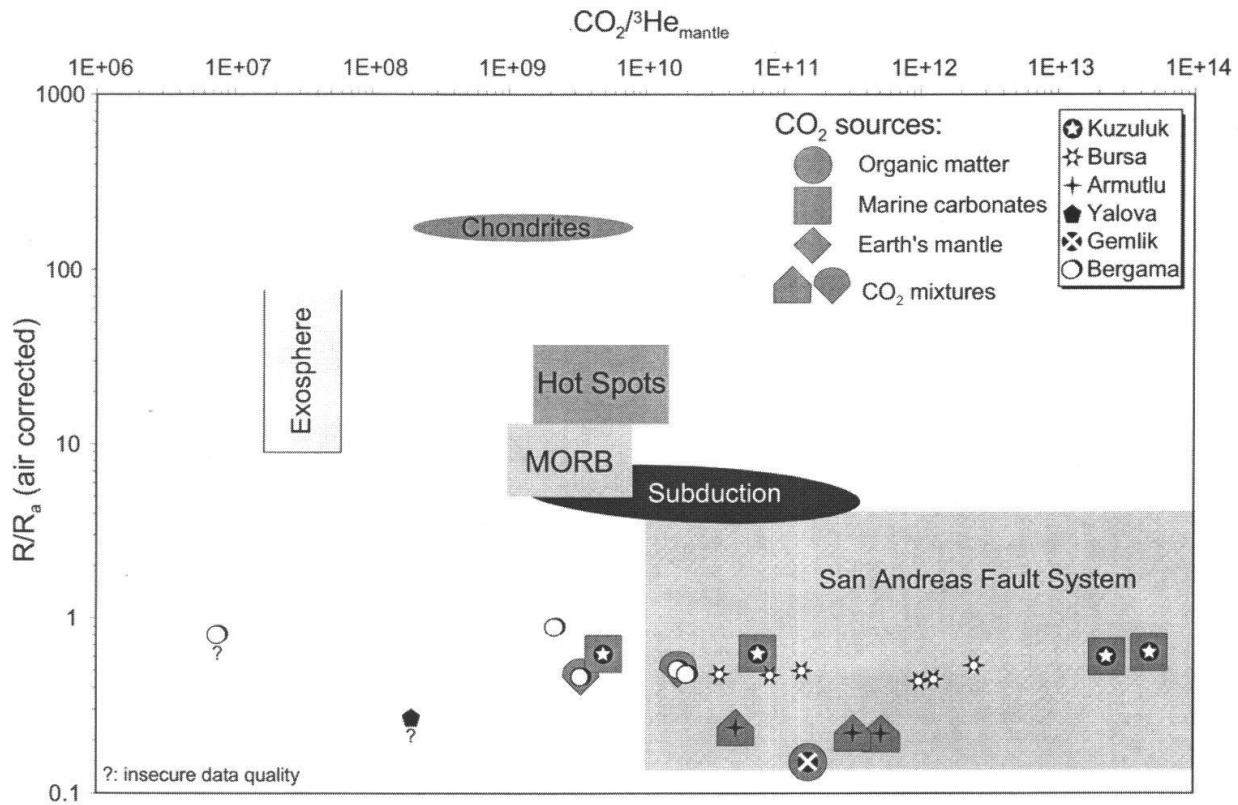 CO₂/³Heₘₐₙₜₗₑ
1E+06 1E+07 1E+08 1E+09 1E+10 1E+11 1E+12 1E+13 1E+14
R/Rₐ (air corrected)
1000
100
10
1
0.1
CO₂ sources:
Organic matter
Marine carbonates
Earth's mantle
CO₂ mixtures
Kuzuluk
Bursa
Armutlu
Yalova
Gemlik
Bergama
Chondrites
Exosphere
Hot Spots
MORB
Subduction
San Andreas Fault System
?
?
?: insecure data quality